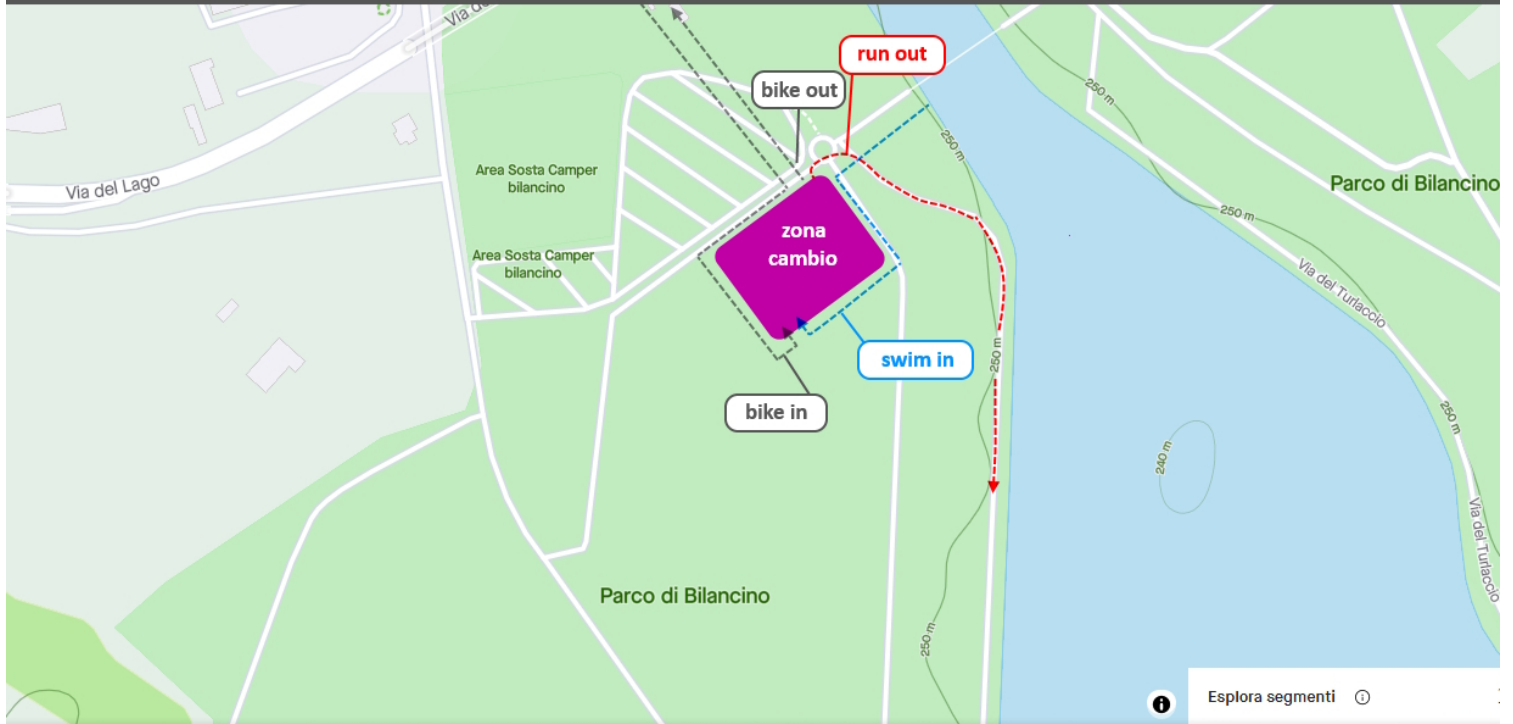 Via de
run out
bike out
250 m
250 m
Area Sosta Camper
bilancino
Via del Lago
Parco di Bilancino
250 m
zona
cambio
Area Sosta Camper
bilancino
Via del Turlaccio
250 m
swim in
bike in
250 m
240 m
Via del Turlaccio
Parco di Bilancino
250 m
Esplora segmenti